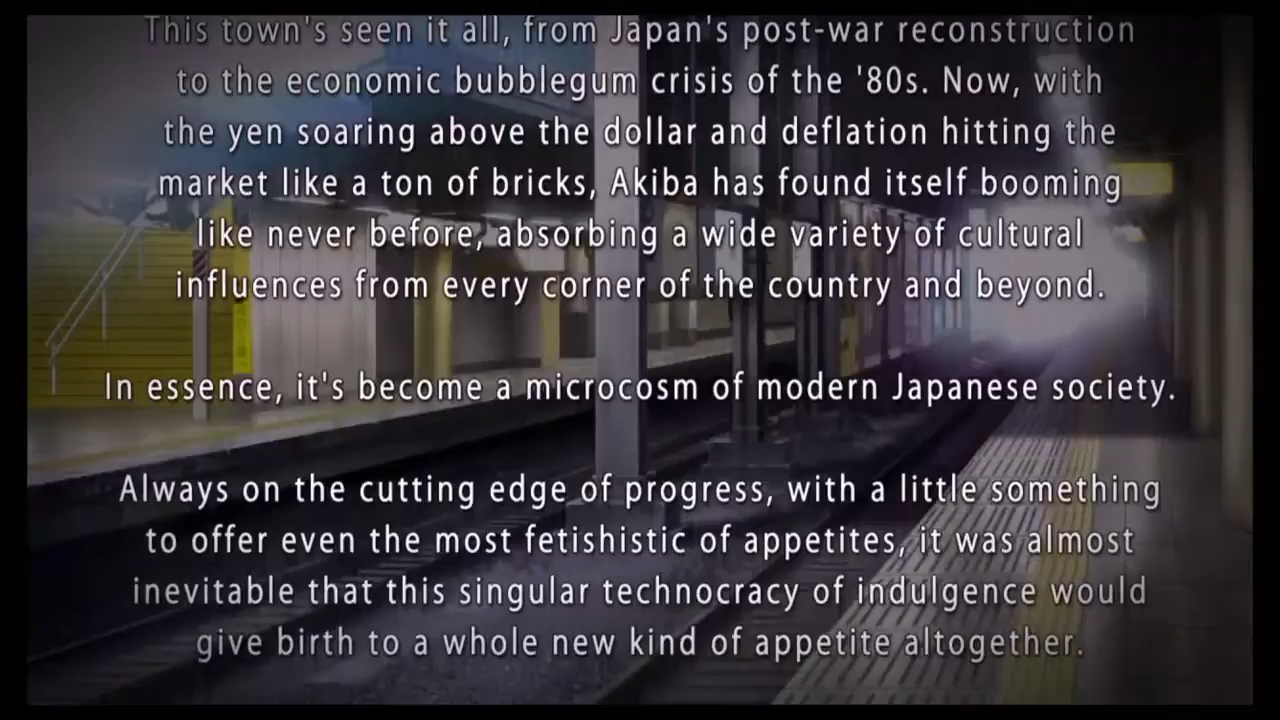 This town's seen it all, from Japan's post-war reconstruction
to the economic bubblegum crisis of the '80s. Now, with
the yen soaring above the dollar and deflation hitting the
market like a ton of bricks, Akiba has found itself booming
like never before, absorbing a wide variety of cultural
influences from every corner of the country and beyond.
In essence, it's become a microcosm of modern Japanese society.
Always on the cutting edge of progress, with a little something
to offer even the most fetishistic of appetites, it was almost
inevitable that this singular technocracy of indulgence would
give birth to a whole new kind of appetite altogether.